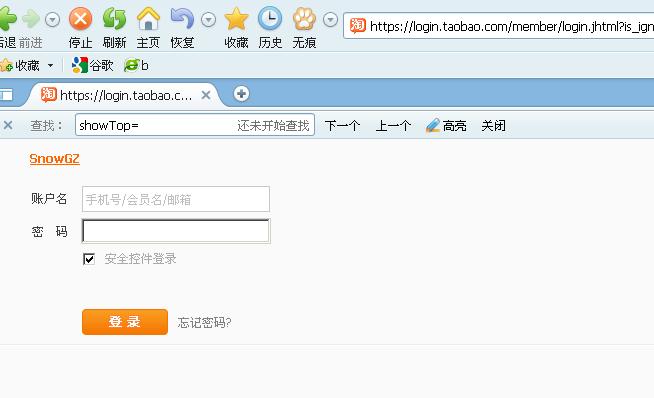 后退 前进 停止 刷新 主页 恢复 收藏 历史 无痕 https://login.taobao.com/member/login.jhtml?is_ign
收藏 谷歌 b
淘 https://login.taobao.c...
查找： showTop= 还未开始查找 下一个 上一个 高亮 关闭
SnowGZ
账户名 手机号/会员名/邮箱
密 码
安全控件登录
登 录 忘记密码?